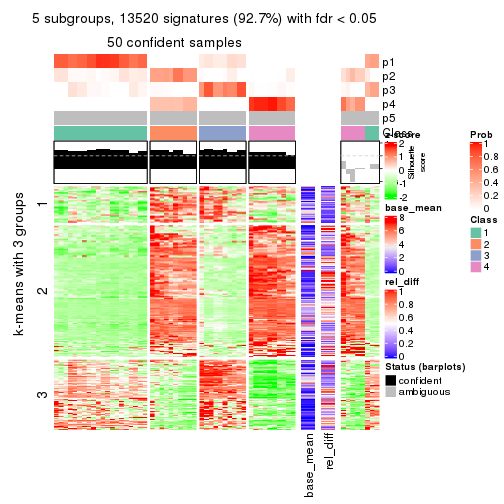 5 subgroups, 13520 signatures (92.7%) with fdr < 0.05
50 confident samples
p1
p2
p3
p4
p5
Class
z-score
2
1
0
-1
-2
Silhouette
score
Prob
1
0.8
0.6
0.4
0.2
0
Class
1
2
3
4
base_mean
8
6
4
2
0
rel_diff
1
0.8
0.6
0.4
0.2
0
Status (barplots)
confident
ambiguous
k-means with 3 groups
1
2
3
base_mean
rel_diff